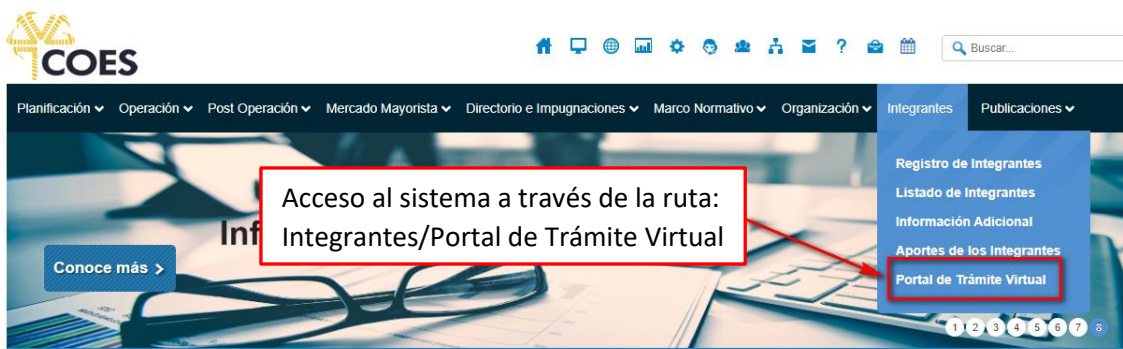 COES
Buscar...
Planificación Operación Post Operación Mercado Mayorista Directorio e Impugnaciones Marco Normativo Organización Integrantes Publicaciones
Registro de Integrantes
Listado de Integrantes
Información Adicional
Aportes de los Integrantes
Portal de Trámite Virtual
Acceso al sistema a través de la ruta:
Integrantes/Portal de Trámite Virtual
Inf
Conoce más >
1 2 3 4 5 6 7 8